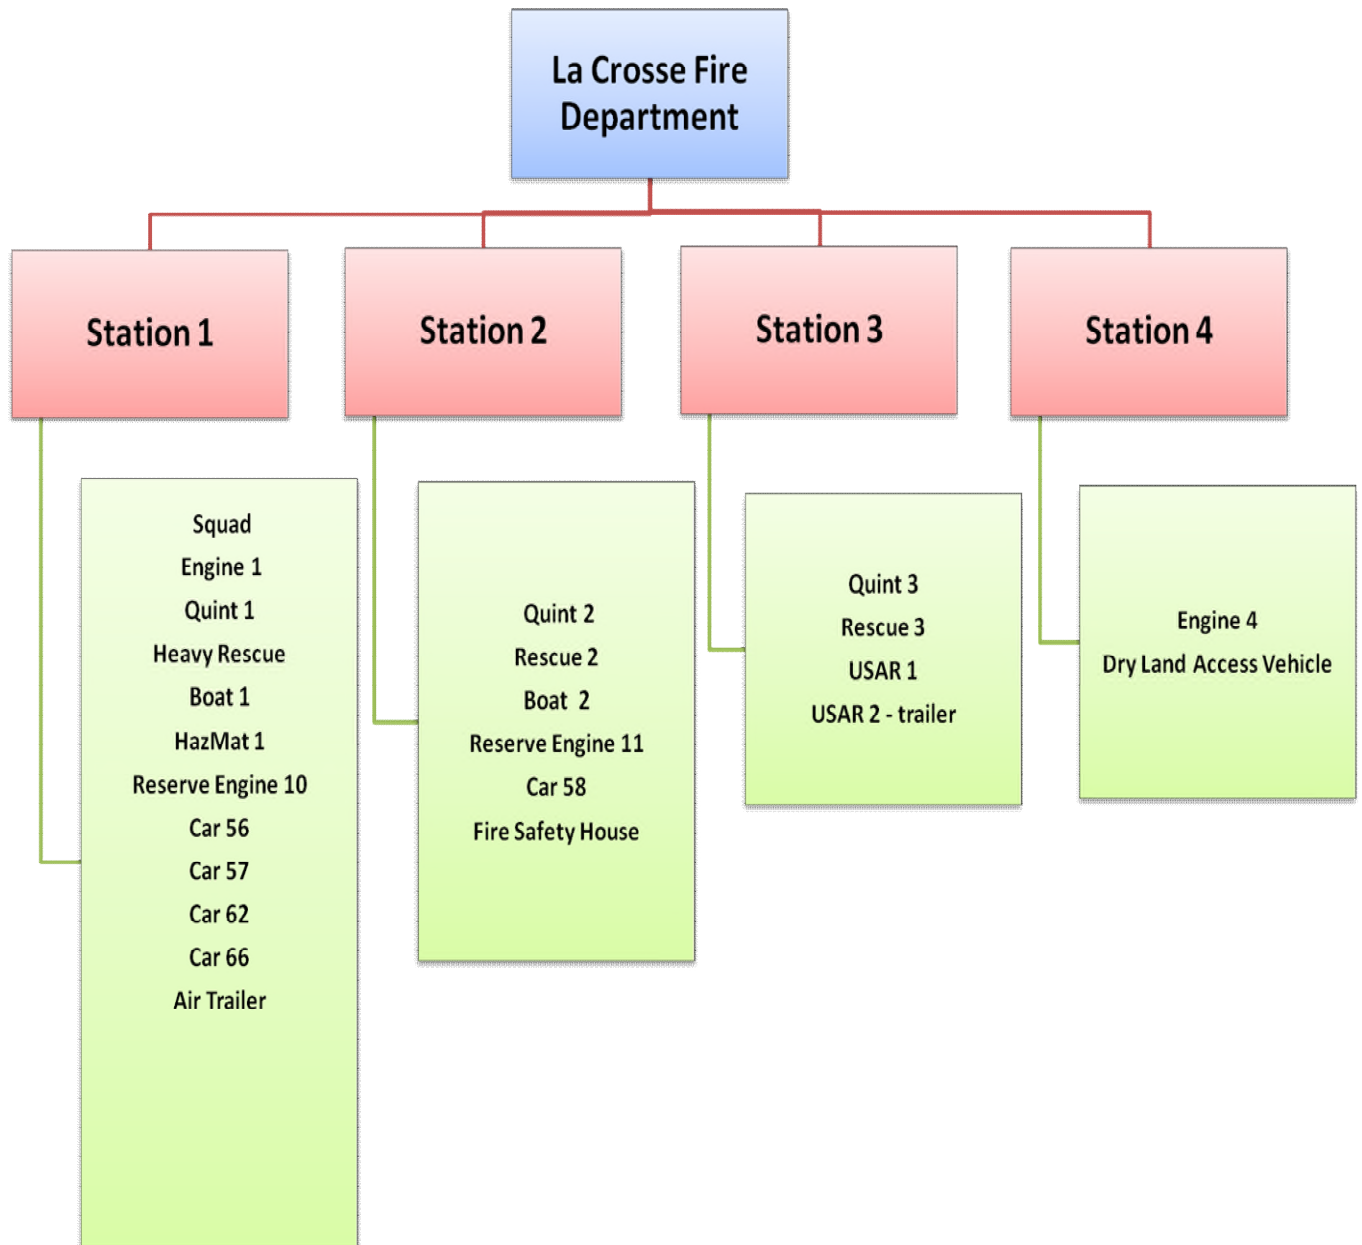 La Crosse Fire
Department
Station 1
Station 2
Station 3
Station 4
Squad
Engine 1
Quint 1
Heavy Rescue
Boat 1
HazMat 1
Reserve Engine 10
Car 56
Car 57
Car 62
Car 66
Air Trailer
Quint 2
Rescue 2
Boat 2
Reserve Engine 11
Car 58
Fire Safety House
Quint 3
Rescue 3
USAR 1
USAR 2 - trailer
Engine 4
Dry Land Access Vehicle